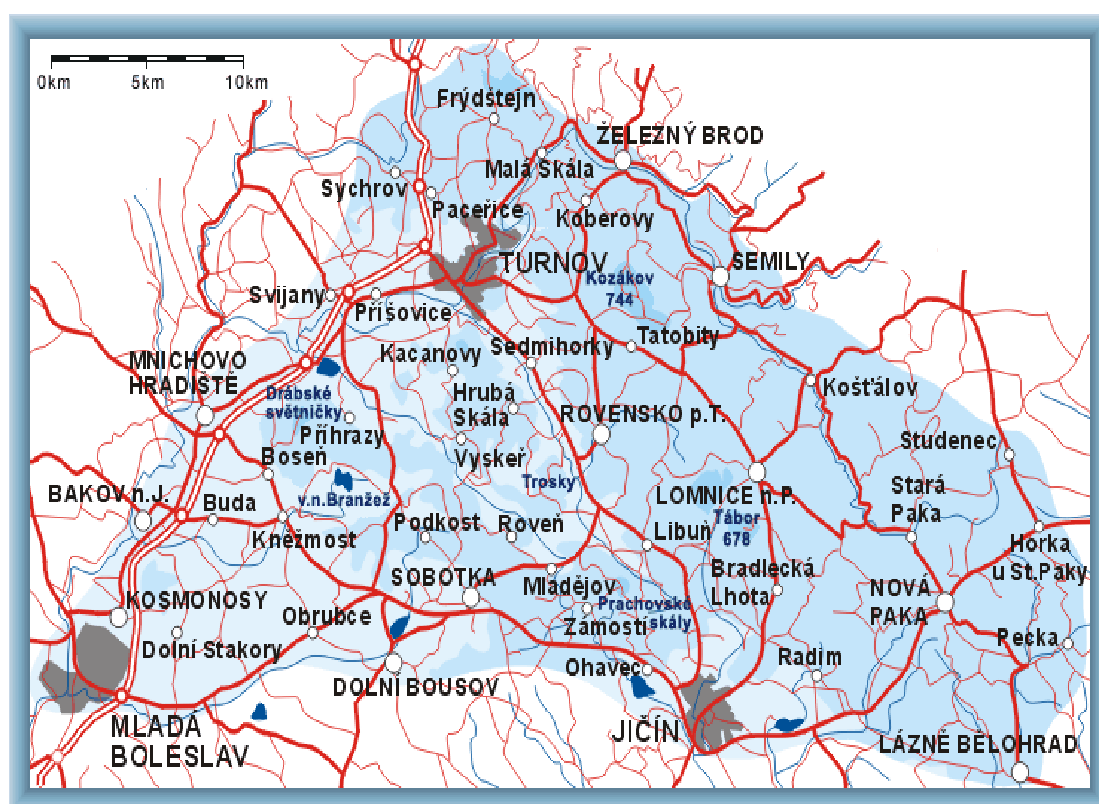 0km 5km 10km
Frýdštejn
ŽELEZNÝ BROD
Malá Skála
Sychrov
Paceřice
Koberovy
TURNOV
SEMILY
Kozákov
744
Svijany
Příšovice
Tatobity
Sedmihorky
Kacanovy
MNICHOVO
HRADIŠTĚ
Košťálov
Hrubá
Skála
Drábské
světničky
ROVENSKO p.T.
Příhrazy
Studenec
Boseň
Vyskeř
Trosky
BAKOV n.J.
Buda
v.n.Branžež
LOMNICE n.P.
Stará
Paka
Tábor
678
Podkost
Roveň
Libuň
Kněžmost
Horka
u St.Paky
Bradlecká
Lhota
SOBOTKA
Mladějov
NOVÁ
PAKA
KOSMONOSY
Obrubce
Prachovské
skály
Zámostí
Pecka
Dolní Stakory
Radim
Ohavec
DOLNÍ BOUSOV
MLADÁ
BOLESLAV
JIČÍN
LÁZNĚ BĚLOHRAD